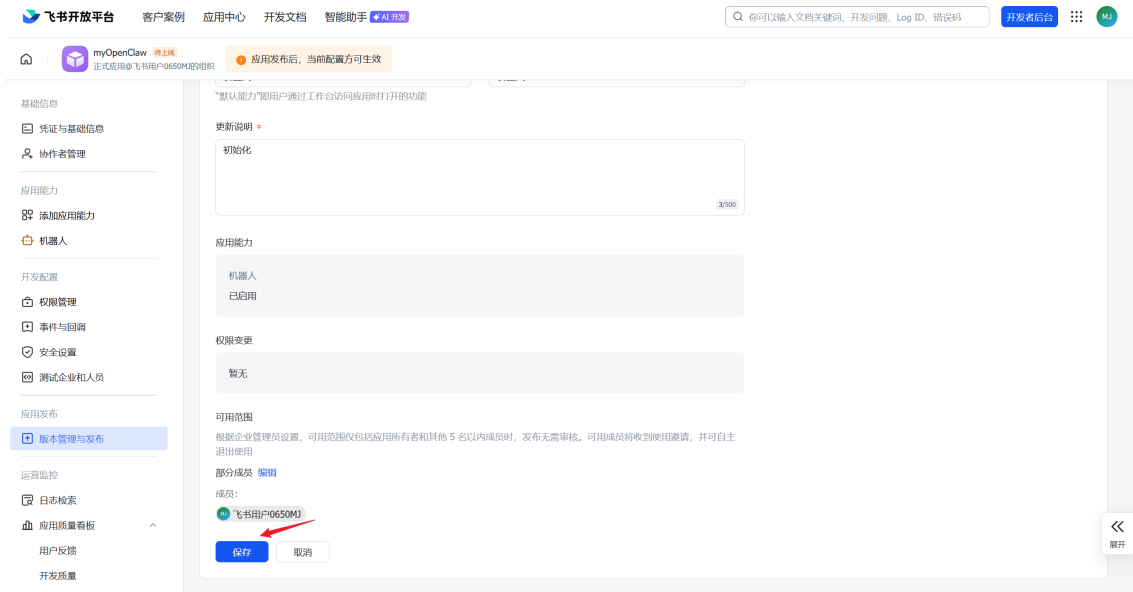 飞书开放平台
客户案例
应用中心
开发文档
智能助手
AI 开发
你可以输入文档关键词、开发问题、Log ID、错误码
开发者后台
MJ
myOpenClaw
待上线
正式应用@飞书用户0650MJ的组织
应用发布后，当前配置方可生效
基础信息
凭证与基础信息
协作者管理
应用能力
添加应用能力
机器人
开发配置
权限管理
事件与回调
安全设置
测试企业和人员
应用发布
版本管理与发布
运营监控
日志检索
应用质量看板
用户反馈
开发质量
"默认能力"即用户通过工作台访问应用时打开的功能
更新说明 *
初始化
3/500
应用能力
机器人
已启用
权限变更
暂无
可用范围
根据企业管理员设置，可用范围仅包括应用所有者和其他 5 名以内成员时，发布无需审核。可用成员将收到使用邀请，并可自主
退出使用
部分成员 编辑
成员：
MJ 飞书用户0650MJ
保存
取消
展开